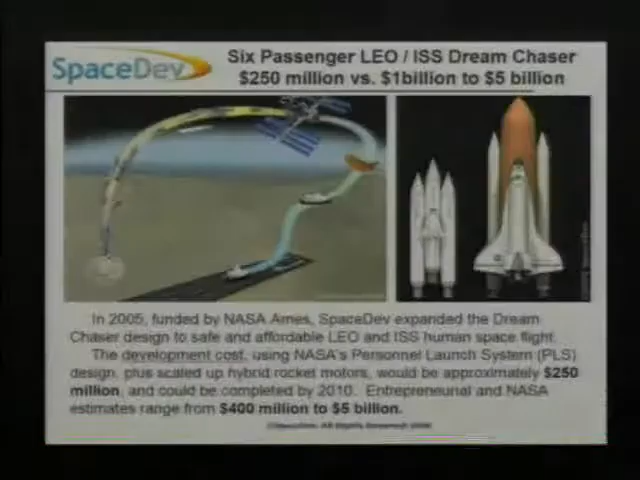 SpaceDev
Six Passenger LEO / ISS Dream Chaser
$250 million vs. $1billion to $5 billion
In 2005, funded by NASA Ames, SpaceDev expanded the Dream
Chaser design to safe and affordable LEO and ISS human space flight.
The development cost, using NASA's Personnel Launch System (PLS)
design, plus scaled up hybrid rocket motors, would be approximately $250
million, and could be completed by 2010. Entrepreneurial and NASA
estimates range from $400 million to $5 billion.